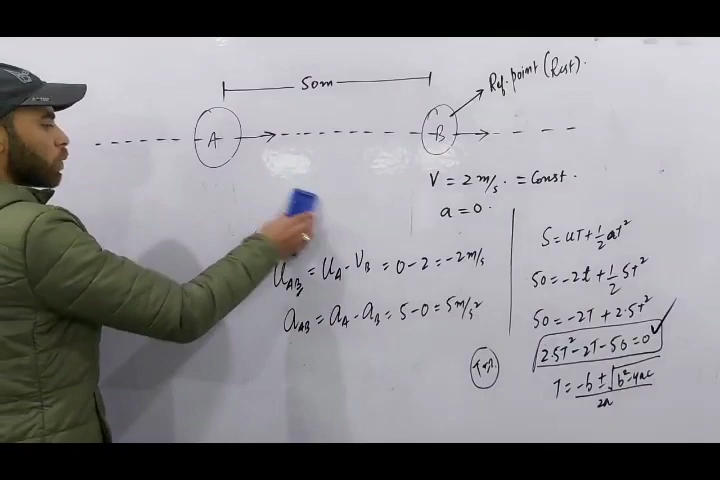 50m
Ref. point (Rest).
A
B
V = 2 m/s. = Const.
a = 0.
U_AB = U_A - V_B = 0 - 2 = -2 m/s
a_AB = a_A - a_B = 5 - 0 = 5 m/s²
S = UT + 1/2 aT²
50 = -2t + 1/2 5T²
50 = -2T + 2.5T²
2.5T² - 2T - 50 = 0
T = -b ± √b² - 4ac / 2a